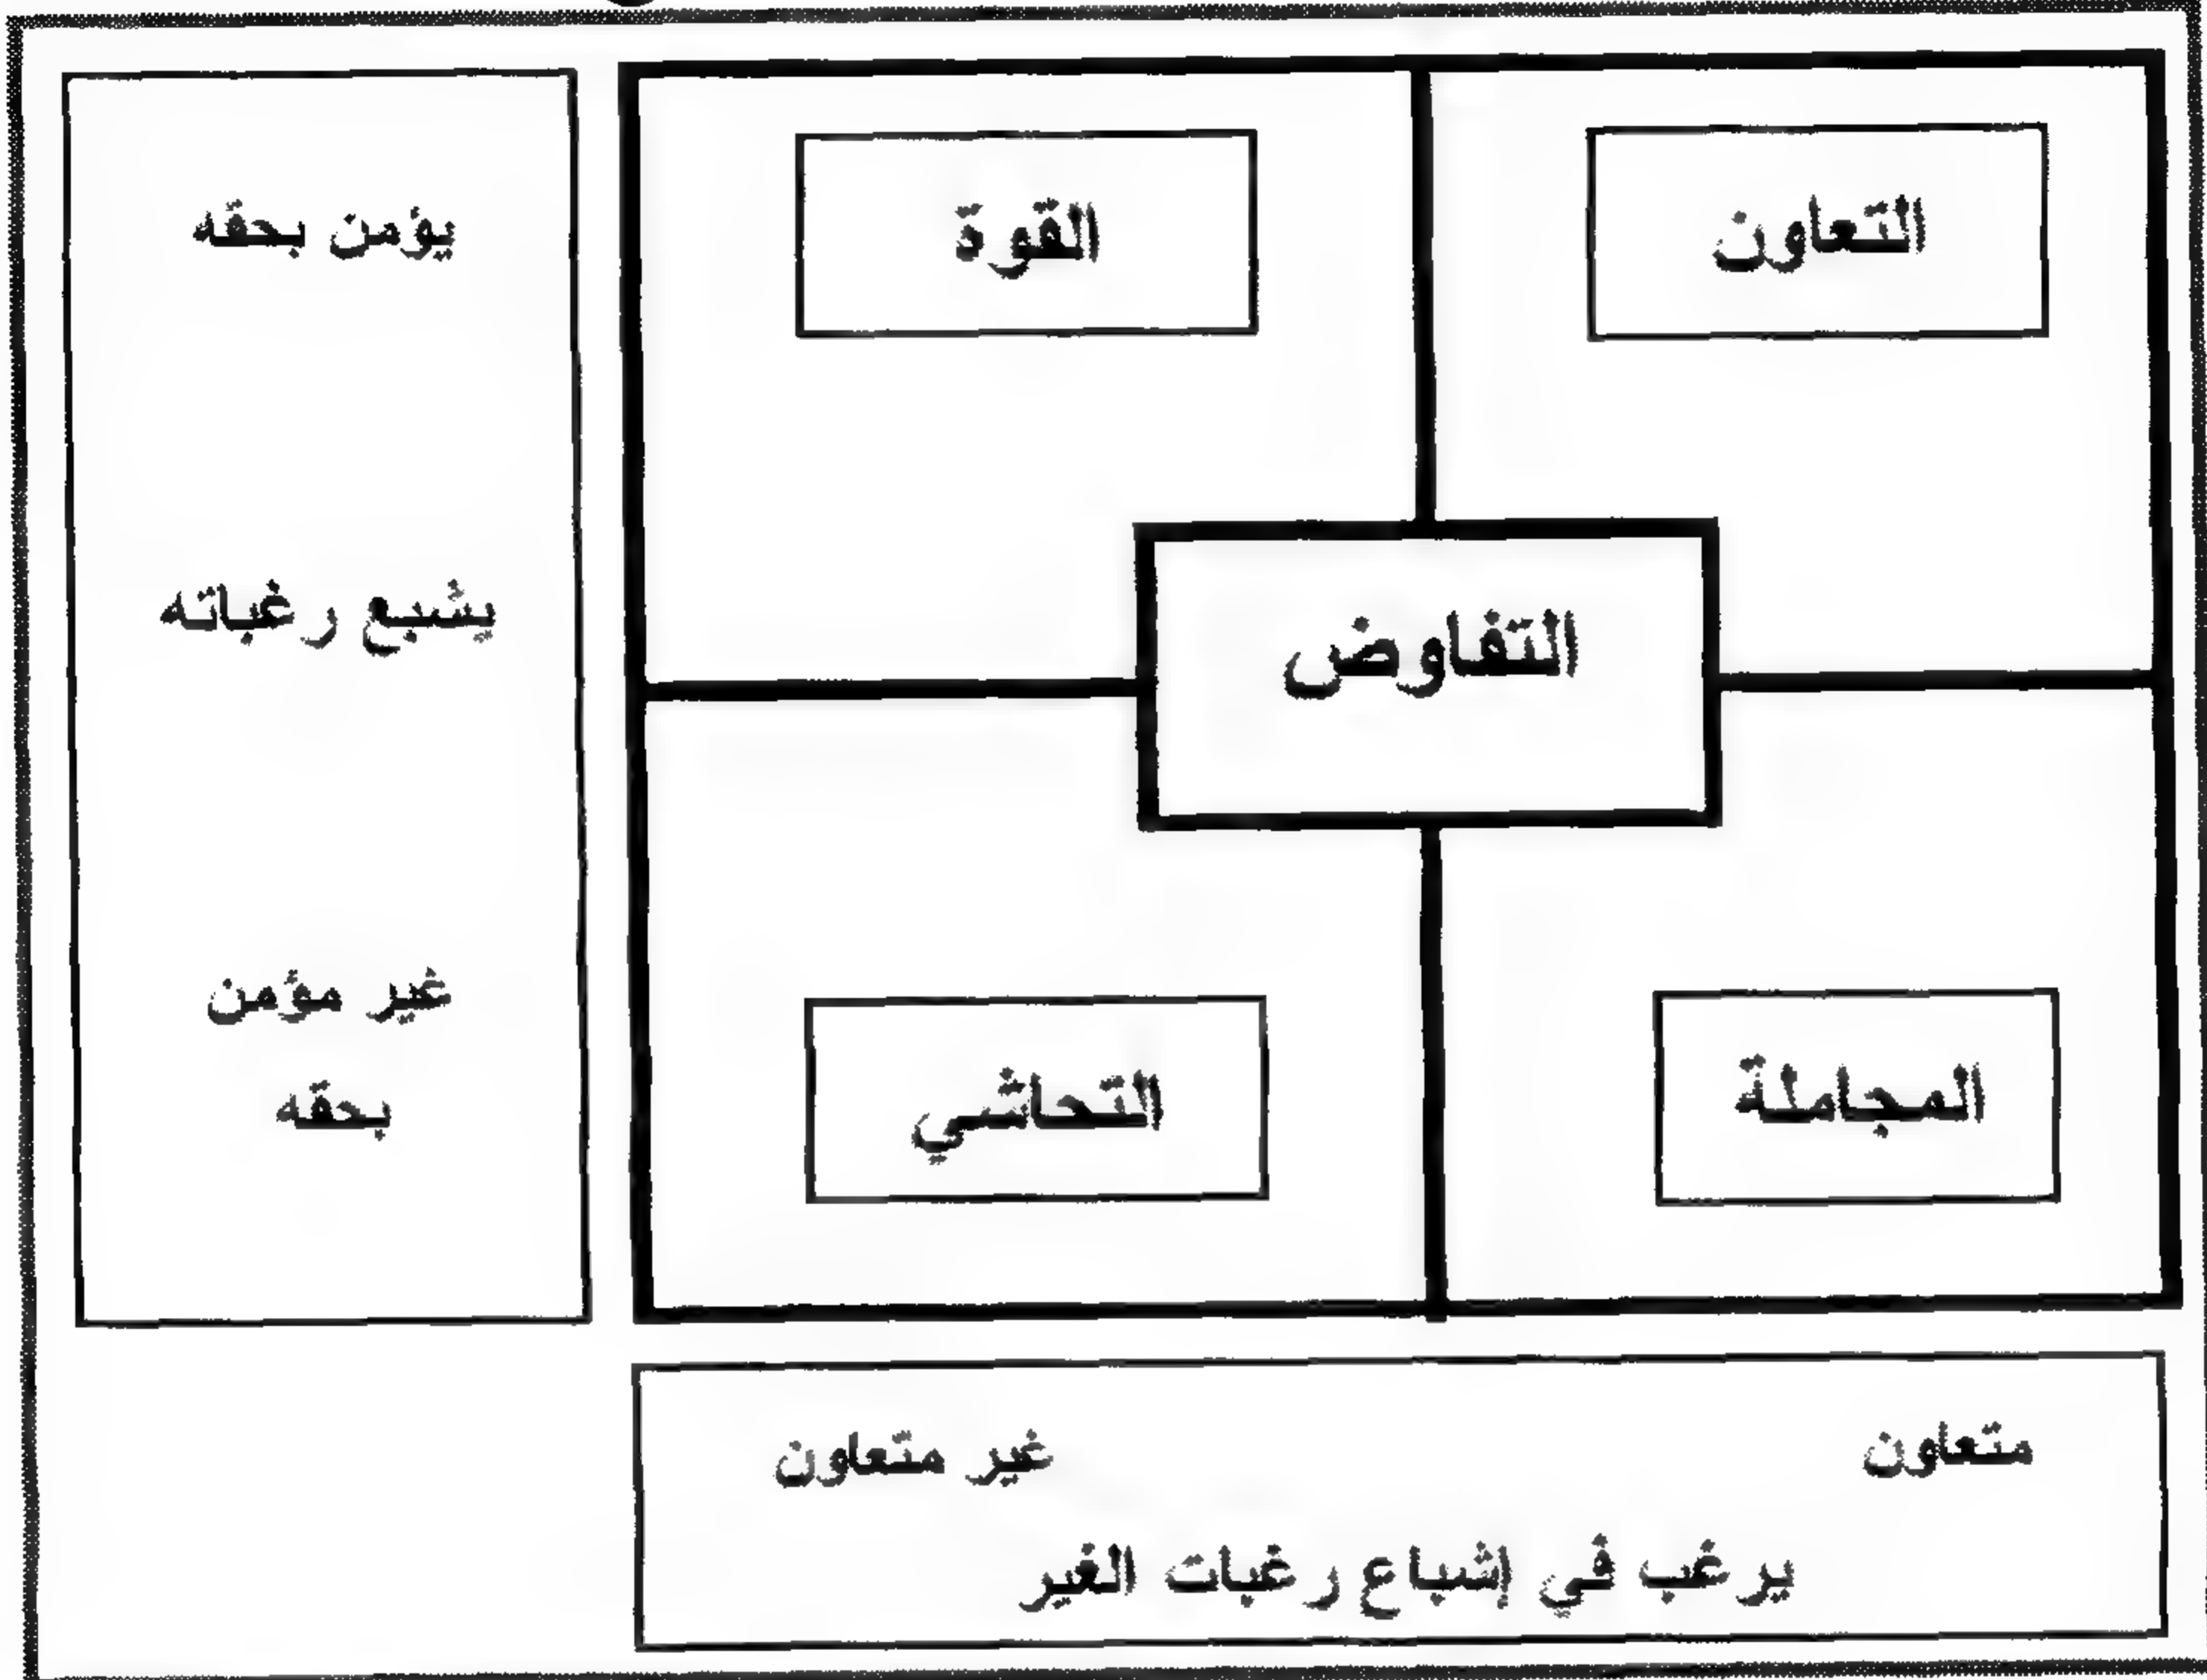 التعاون
القوة
يؤمن بحقه
التفاوض
يشبع رغباته
المجاملة
التحاشي
غير مؤمن
بحقه
متعاون
غير متعاون
يرغب في إشباع رغبات الغير